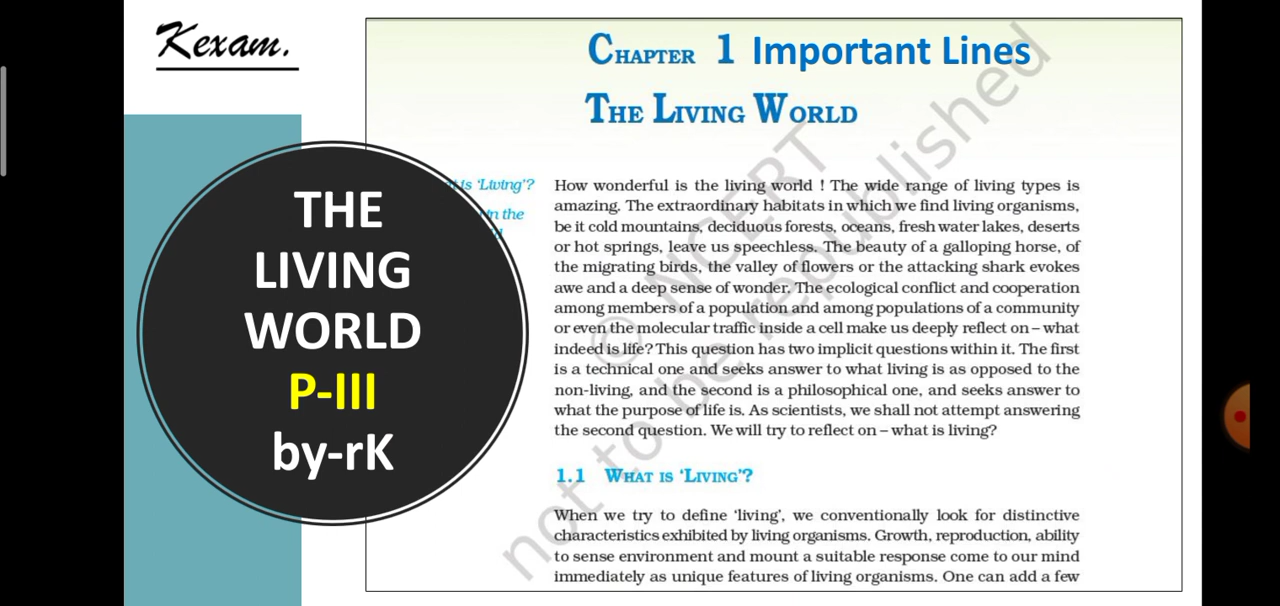 Kexam.
CHAPTER 1 Important Lines
THE LIVING WORLD
THE
LIVING
WORLD
P-III
by-rK
is 'Living'?
in the
How wonderful is the living world ! The wide range of living types is
amazing. The extraordinary habitats in which we find living organisms,
be it cold mountains, deciduous forests, oceans, fresh water lakes, deserts
or hot springs, leave us speechless. The beauty of a galloping horse, of
the migrating birds, the valley of flowers or the attacking shark evokes
awe and a deep sense of wonder. The ecological conflict and cooperation
among members of a population and among populations of a community
or even the molecular traffic inside a cell make us deeply reflect on – what
indeed is life? This question has two implicit questions within it. The first
is a technical one and seeks answer to what living is as opposed to the
non-living, and the second is a philosophical one, and seeks answer to
what the purpose of life is. As scientists, we shall not attempt answering
the second question. We will try to reflect on – what is living?
1.1 WHAT IS 'LIVING'?
When we try to define 'living', we conventionally look for distinctive
characteristics exhibited by living organisms. Growth, reproduction, ability
to sense environment and mount a suitable response come to our mind
immediately as unique features of living organisms. One can add a few
© NCERT
not to be republished